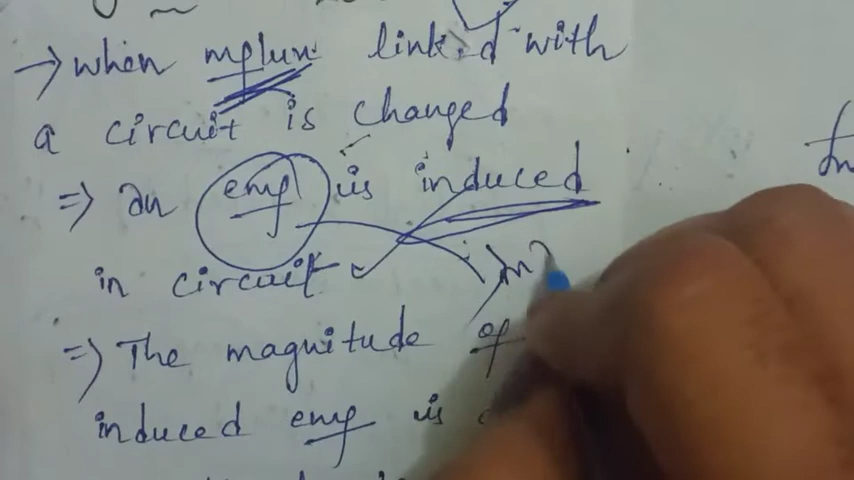 → when mflux linked with
a circuit is changed
⇒ an emf is induced
in circuit
⇒ The magnitude of
induced emf is